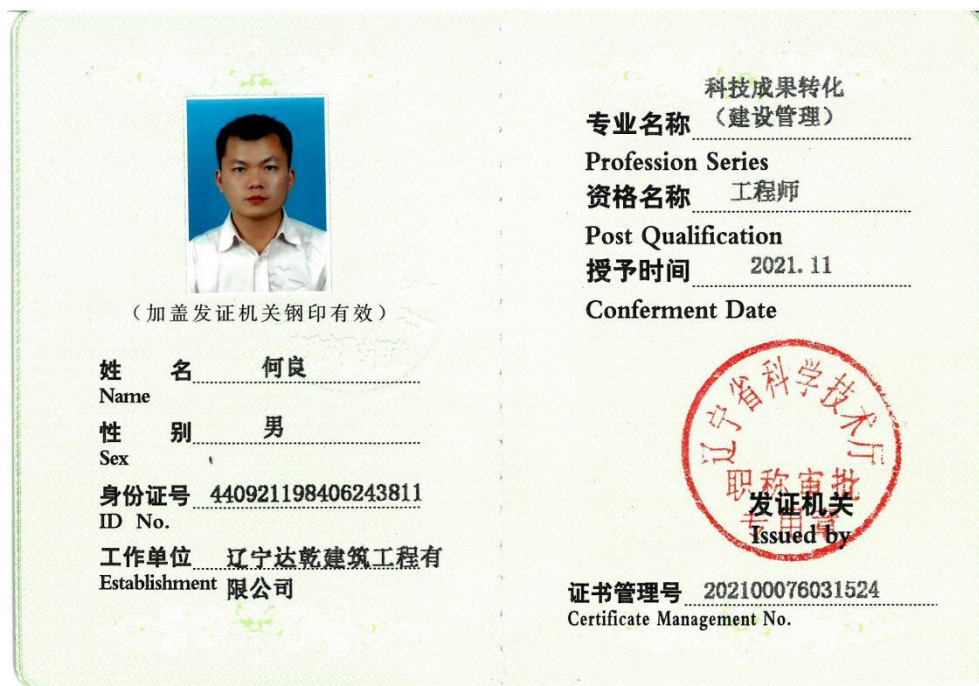 （加盖发证机关钢印有效）
姓 名 何良
Name
性 别 男
Sex
身份证号 440921198406243811
ID No.
工作单位 辽宁达乾建筑工程有
Establishment 限公司
科技成果转化
专业名称 （建设管理）
Profession Series
资格名称 工程师
Post Qualification
授予时间 2021.11
Conferment Date
辽宁省科学技术厅
职称审批
专用章
发证机关
Issued by
证书管理号 202100076031524
Certificate Management No.